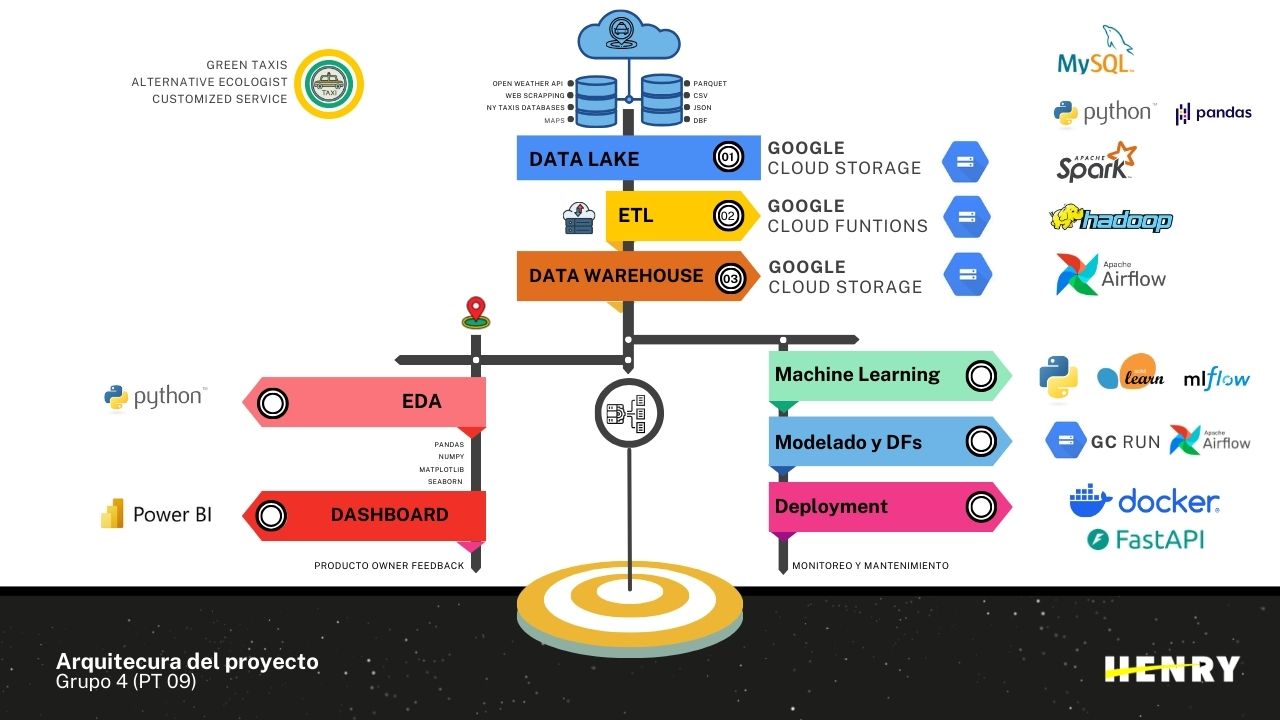 GREEN TAXIS
ALTERNATIVE ECOLOGIST
CUSTOMIZED SERVICE
TAXI
OPEN WEATHER API
WEB SCRAPPING
NY TAXIS DATABASES
MAPS
PARQUET
CSV
JSON
DBF
DATA LAKE 01
GOOGLE
CLOUD STORAGE
ETL 02
GOOGLE
CLOUD FUNTIONS
DATA WAREHOUSE 03
GOOGLE
CLOUD STORAGE
MySQL™
python™
pandas
APACHE
Spark™
hadoop
Apache
Airflow
python™
EDA
PANDAS
NUMPY
MATPLOTLIB
SEABORN
Power BI
DASHBOARD
PRODUCTO OWNER FEEDBACK
Machine Learning
learn
mlflow
Modelado y DFs
GC RUN
Apache
Airflow
Deployment
docker®
FastAPI
MONITOREO Y MANTENIMIENTO
Arquitecura del proyecto
Grupo 4 (PT 09)
HENRY